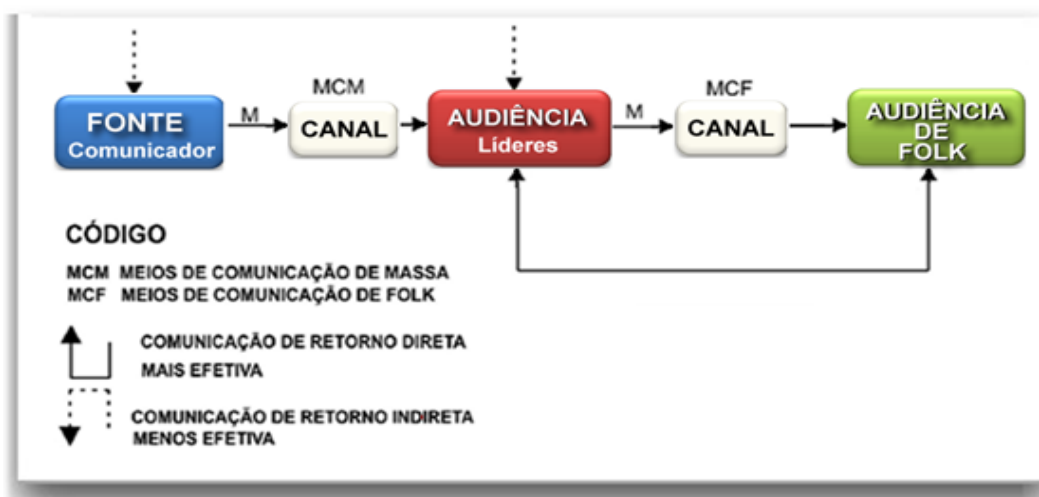 MCM
MCF
FONTE
Comunicador
M
CANAL
AUDIÊNCIA
Líderes
M
CANAL
AUDIÊNCIA
DE
FOLK
CÓDIGO
MCM MEIOS DE COMUNICAÇÃO DE MASSA
MCF MEIOS DE COMUNICAÇÃO DE FOLK
COMUNICAÇÃO DE RETORNO DIRETA
MAIS EFETIVA
COMUNICAÇÃO DE RETORNO INDIRETA
MENOS EFETIVA